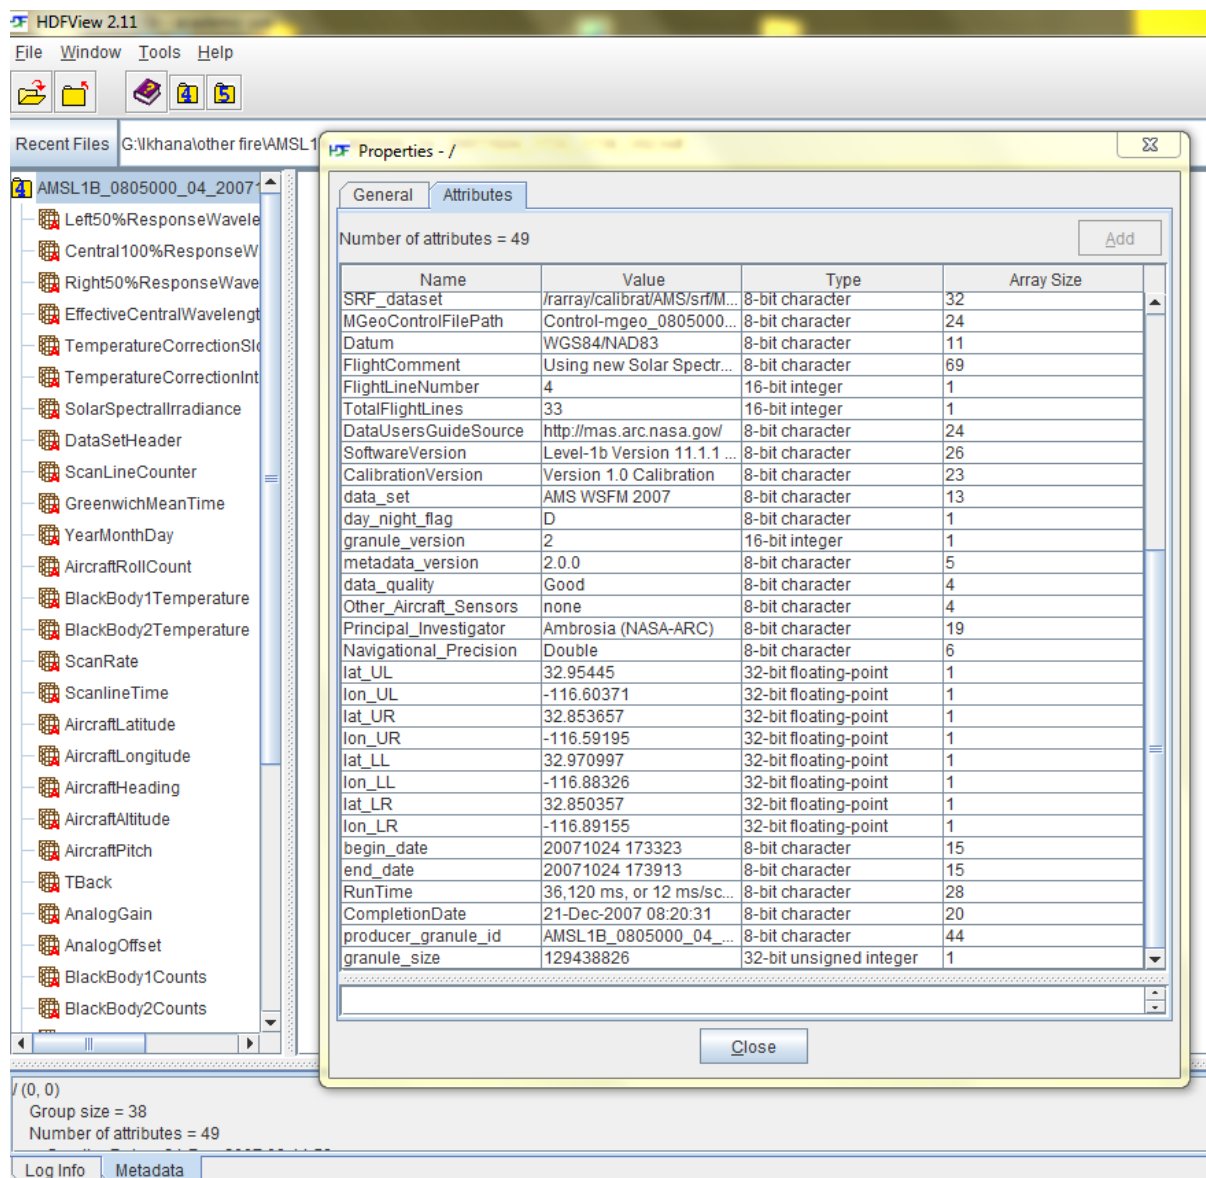 HDFView 2.11
File Window Tools Help
Recent Files G:\Ikhana\other fire\AMSL1
Properties - /
AMSL1B_0805000_04_20071
Left50%ResponseWavele
Central100%ResponseW
Right50%ResponseWave
EffectiveCentralWavelengt
TemperatureCorrectionSlo
TemperatureCorrectionInt
SolarSpectralIrradiance
DataSetHeader
ScanLineCounter
GreenwichMeanTime
YearMonthDay
AircraftRollCount
BlackBody1Temperature
BlackBody2Temperature
ScanRate
ScanlineTime
AircraftLatitude
AircraftLongitude
AircraftHeading
AircraftAltitude
AircraftPitch
TBack
AnalogGain
AnalogOffset
BlackBody1Counts
BlackBody2Counts
General Attributes
Number of attributes = 49 Add
Name Value Type Array Size
SRF_dataset /rarray/calibrat/AMS/srf/M... 8-bit character 32
MGeoControlFilePath Control-mgeo_0805000... 8-bit character 24
Datum WGS84/NAD83 8-bit character 11
FlightComment Using new Solar Spectr... 8-bit character 69
FlightLineNumber 4 16-bit integer 1
TotalFlightLines 33 16-bit integer 1
DataUsersGuideSource http://mas.arc.nasa.gov/ 8-bit character 24
SoftwareVersion Level-1b Version 11.1.1 ... 8-bit character 26
CalibrationVersion Version 1.0 Calibration 8-bit character 23
data_set AMS WSFM 2007 8-bit character 13
day_night_flag D 8-bit character 1
granule_version 2 16-bit integer 1
metadata_version 2.0.0 8-bit character 5
data_quality Good 8-bit character 4
Other_Aircraft_Sensors none 8-bit character 4
Principal_Investigator Ambrosia (NASA-ARC) 8-bit character 19
Navigational_Precision Double 8-bit character 6
lat_UL 32.95445 32-bit floating-point 1
lon_UL -116.60371 32-bit floating-point 1
lat_UR 32.853657 32-bit floating-point 1
lon_UR -116.59195 32-bit floating-point 1
lat_LL 32.970997 32-bit floating-point 1
lon_LL -116.88326 32-bit floating-point 1
lat_LR 32.850357 32-bit floating-point 1
lon_LR -116.89155 32-bit floating-point 1
begin_date 20071024 173323 8-bit character 15
end_date 20071024 173913 8-bit character 15
RunTime 36,120 ms, or 12 ms/sc... 8-bit character 28
CompletionDate 21-Dec-2007 08:20:31 8-bit character 20
producer_granule_id AMSL1B_0805000_04_... 8-bit character 44
granule_size 129438826 32-bit unsigned integer 1
Close
/ (0, 0)
Group size = 38
Number of attributes = 49
Log Info Metadata